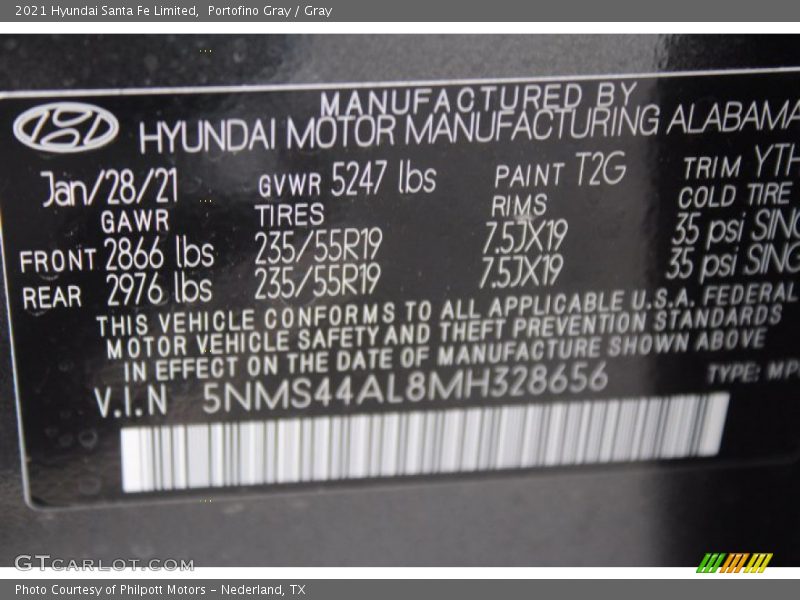 2021 Hyundai Santa Fe Limited, Portofino Gray / Gray
MANUFACTURED BY
HYUNDAI MOTOR MANUFACTURING ALABAMA
Jan/28/21 GVWR 5247 lbs PAINT T2G TRIM YTH
GAWR TIRES RIMS COLD TIRE
FRONT 2866 lbs 235/55R19 7.5JX19 35 psi SING
REAR 2976 lbs 235/55R19 7.5JX19 35 psi SING
THIS VEHICLE CONFORMS TO ALL APPLICABLE U.S.A. FEDERAL
MOTOR VEHICLE SAFETY AND THEFT PREVENTION STANDARDS
IN EFFECT ON THE DATE OF MANUFACTURE SHOWN ABOVE
V.I.N 5NMS44AL8MH328656 TYPE: MP
GTCARLOT.COM
Photo Courtesy of Philpott Motors - Nederland, TX